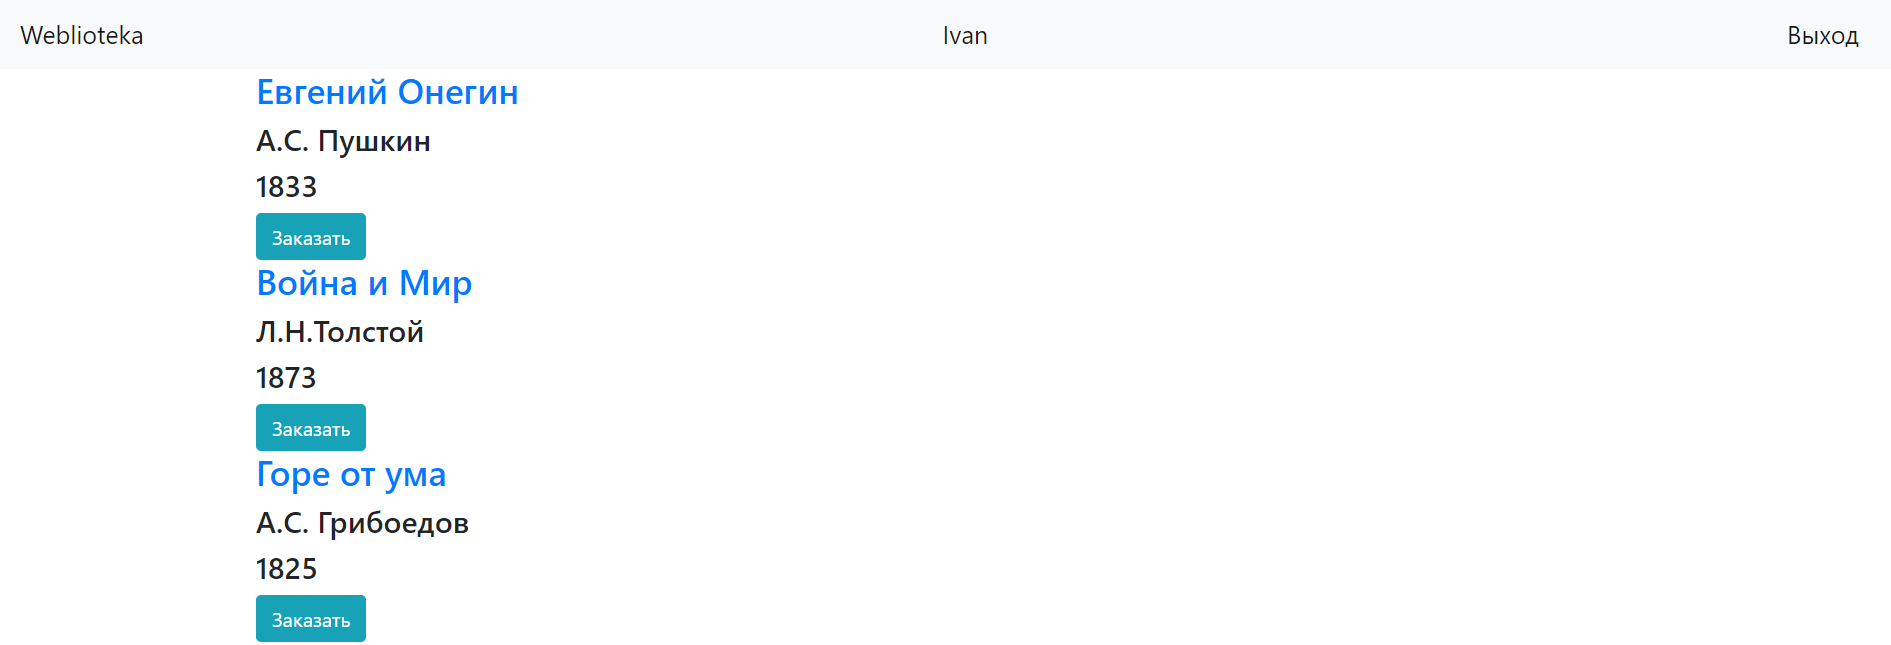 Weblioteka Ivan Выход
Евгений Онегин
А.С. Пушкин
1833
Заказать
Война и Мир
Л.Н.Толстой
1873
Заказать
Горе от ума
А.С. Грибоедов
1825
Заказать